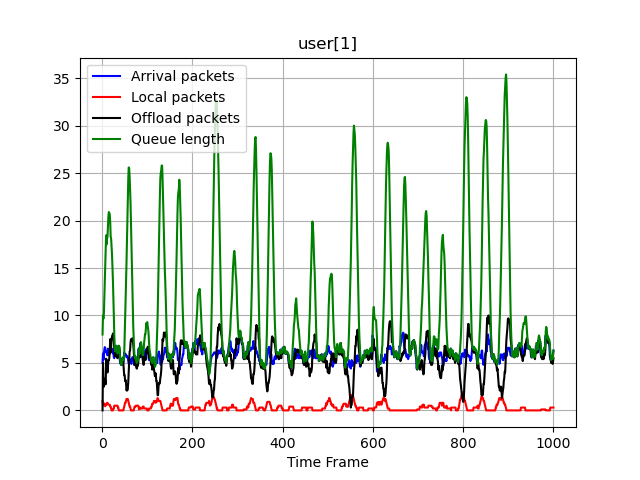 user[1]
Arrival packets
Local packets
Offload packets
Queue length
35
30
25
20
15
10
5
0
0 200 400 600 800 1000
Time Frame